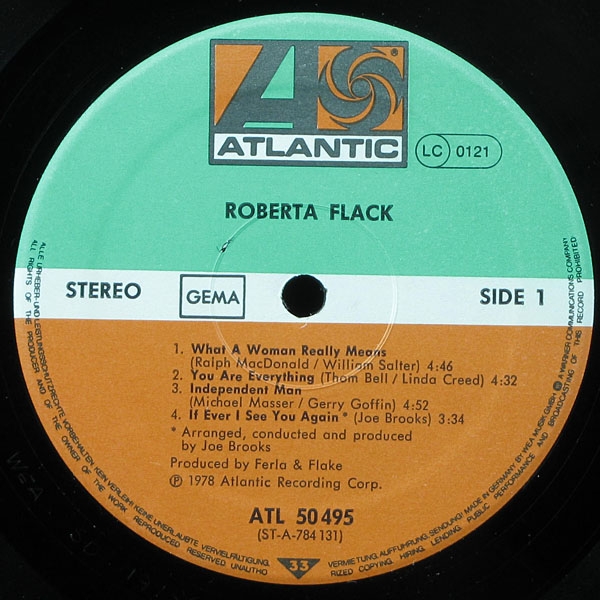 ATLANTIC
®
LC 0121
ROBERTA FLACK
STEREO
GEMA
SIDE 1
1. What A Woman Really Means
(Ralph MacDonald / William Salter) 4:46
2. You Are Everything (Thom Bell / Linda Creed) 4:32
3. Independent Man
(Michael Masser / Gerry Goffin) 4:52
4. If Ever I See You Again* (Joe Brooks) 3:34
* Arranged, conducted and produced
by Joe Brooks
Produced by Ferla & Flake
℗ 1978 Atlantic Recording Corp.
ATL 50 495
(ST-A-784 131)
33
ALLE URHEBER- UND LEISTUNGSSCHUTZRECHTE VORBEHALTEN. KEIN VERLEIH! KEINE UNERLAUBTE VERVIELFÄLTIGUNG, VERMIETUNG, AUFFÜHRUNG, SENDUNG! MADE IN GERMANY BY WEA MUSIK GMBH A WARNER COMMUNICATIONS COMPANY
ALL RIGHTS OF THE PRODUCER AND OF THE OWNER OF THE WORK REPRODUCED RESERVED. UNAUTHORIZED COPYING, HIRING, LENDING, PUBLIC PERFORMANCE AND BROADCASTING OF THIS RECORD PROHIBITED